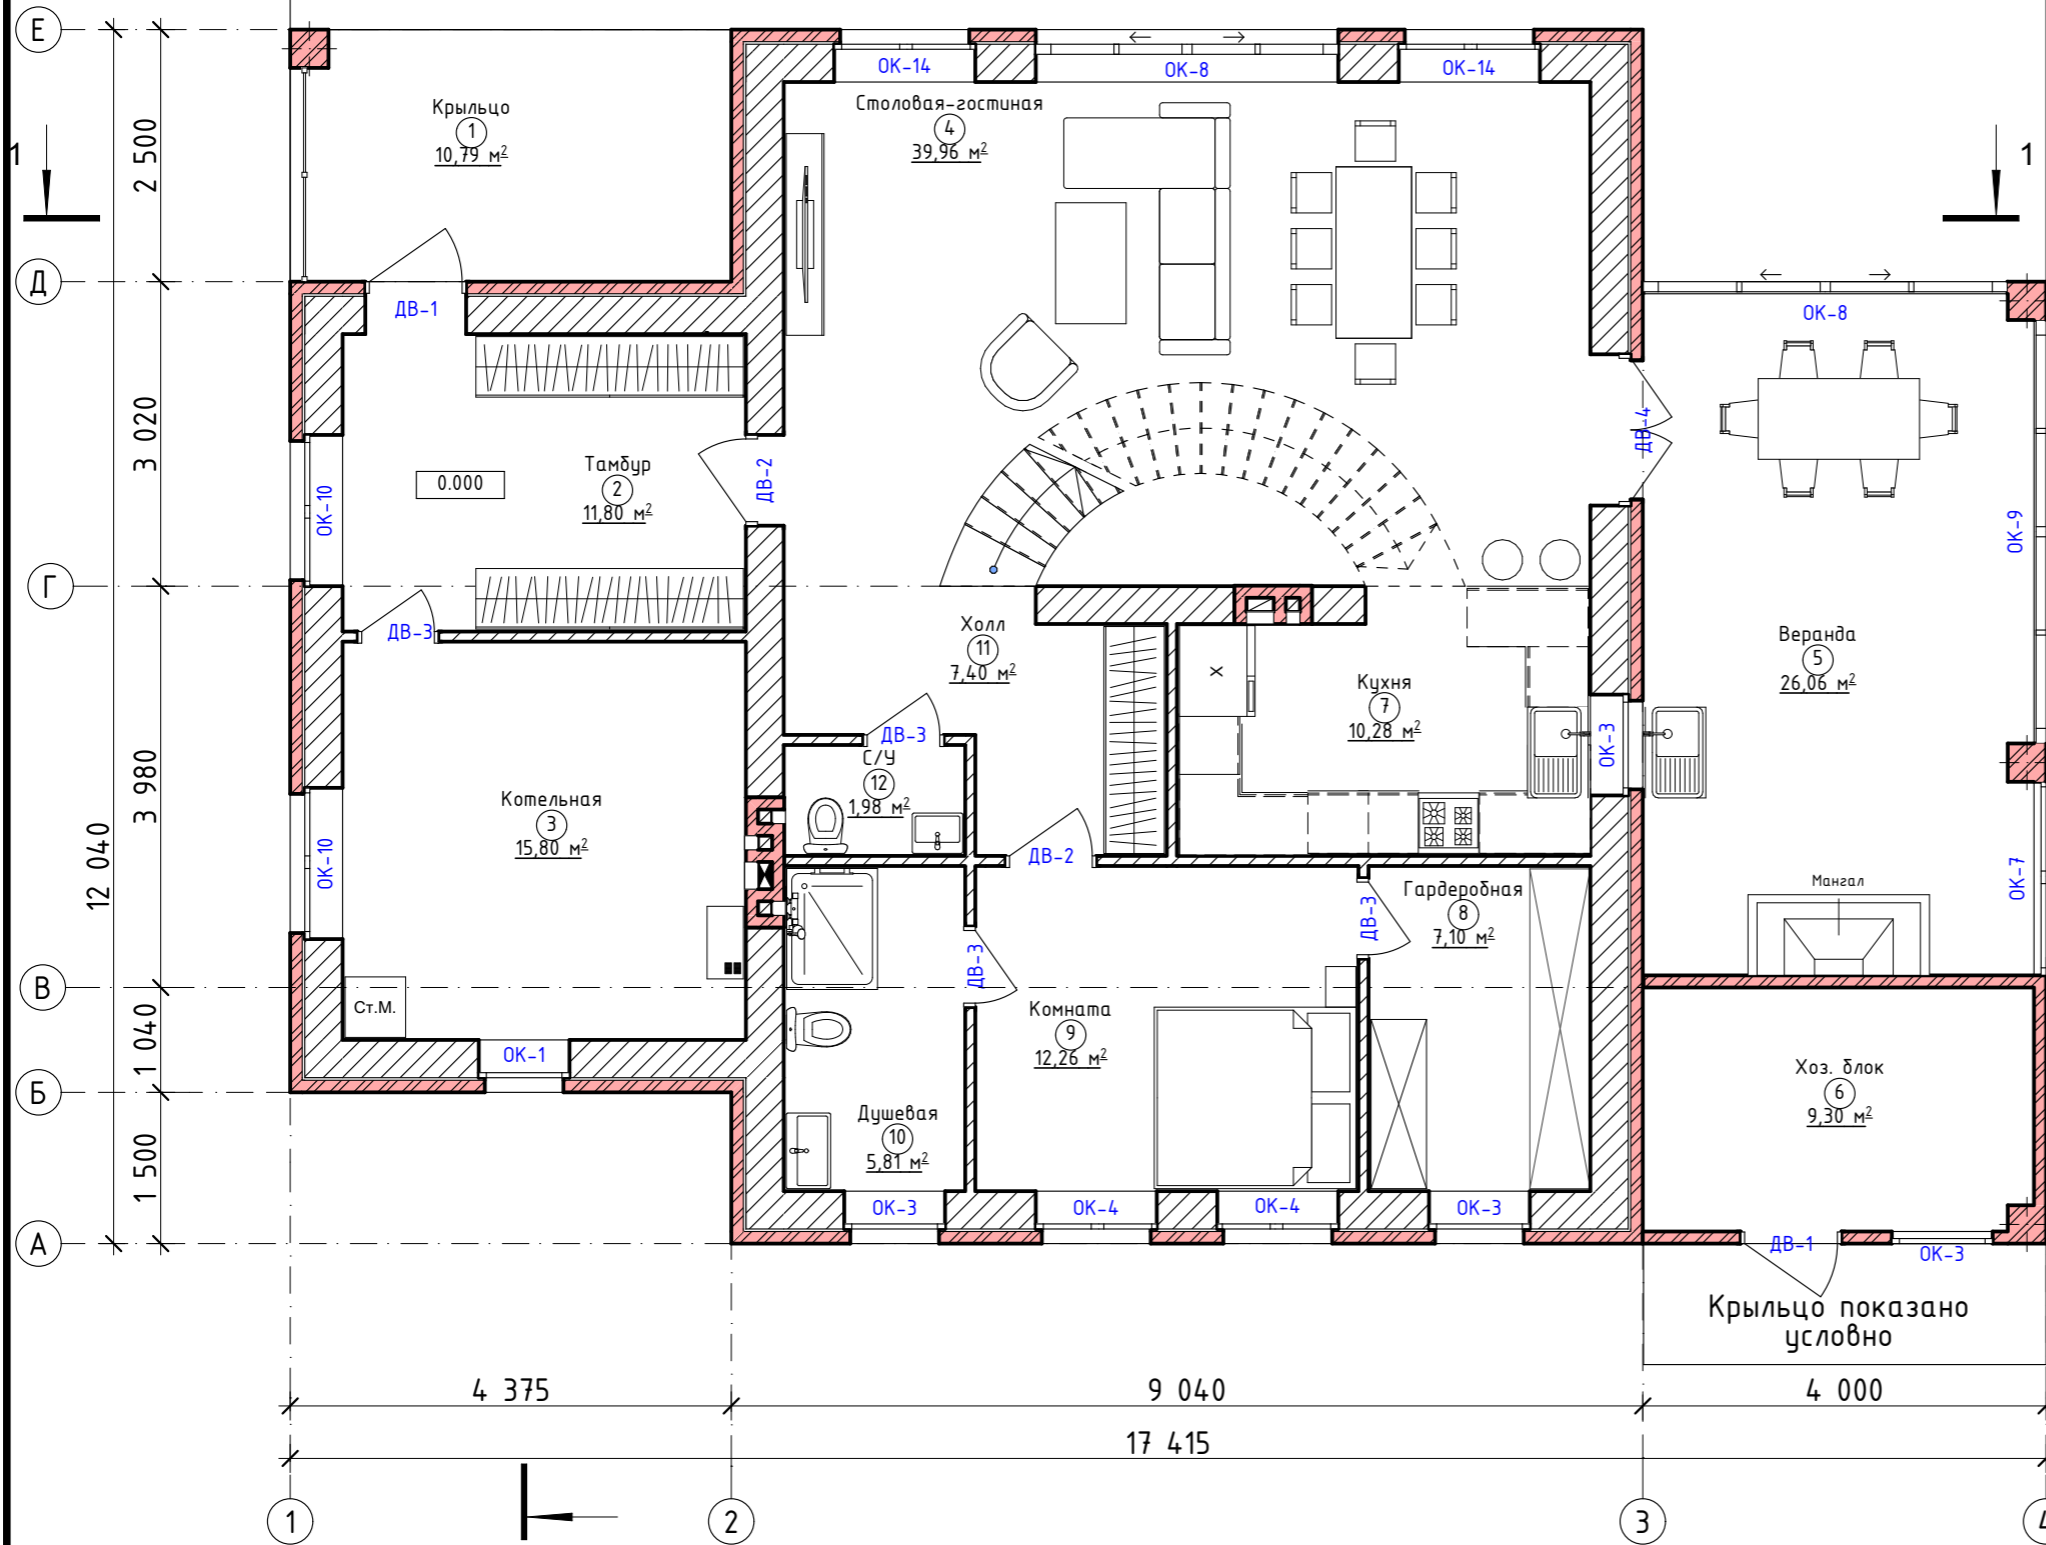 Е
ОК-14
ОК-8
ОК-14
Крыльцо
1
10,79 м²
Столовая-гостиная
4
39,96 м²
1
1
2 500
Д
ДВ-1
ОК-8
3 020
Тамбур
2
11,80 м²
0.000
ОК-10
ДВ-2
ДВ-4
ОК-9
Г
ДВ-3
Холл
11
7,40 м²
Х
Кухня
7
10,28 м²
Веранда
5
26,06 м²
ДВ-3
С/У
12
1,98 м²
ОК-3
3 980
12 040
Котельная
3
15,80 м²
ОК-10
ДВ-2
Мангал
ОК-7
Гардеробная
8
7,10 м²
ДВ-3
ДВ-3
В
Ст.М.
Комната
9
12,26 м²
1 040
ОК-1
Хоз. блок
6
9,30 м²
Б
Душевая
10
5,81 м²
1 500
ОК-3
ОК-4
ОК-4
ОК-3
А
ДВ-1
ОК-3
Крыльцо показано
условно
4 375
9 040
4 000
17 415
1
2
3
4